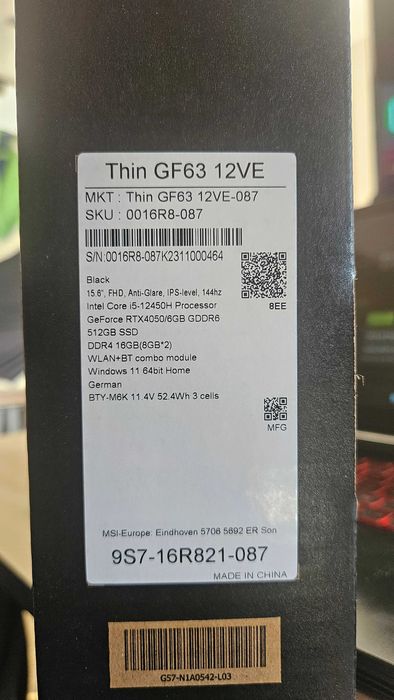 Thin GF63 12VE
MKT : Thin GF63 12VE-087
SKU : 0016R8-087
S/N:0016R8-087K2311000464
Black
15.6", FHD, Anti-Glare, IPS-level, 144hz
8EE
Intel Core i5-12450H Processor
GeForce RTX4050/6GB GDDR6
512GB SSD
DDR4 16GB(8GB*2)
WLAN+BT combo module
Windows 11 64bit Home
German
BTY-M6K 11.4V 52.4Wh 3 cells
MFG
MSI-Europe: Eindhoven 5706 5692 ER Son
9S7-16R821-087
MADE IN CHINA
G57-N1A0542-L03